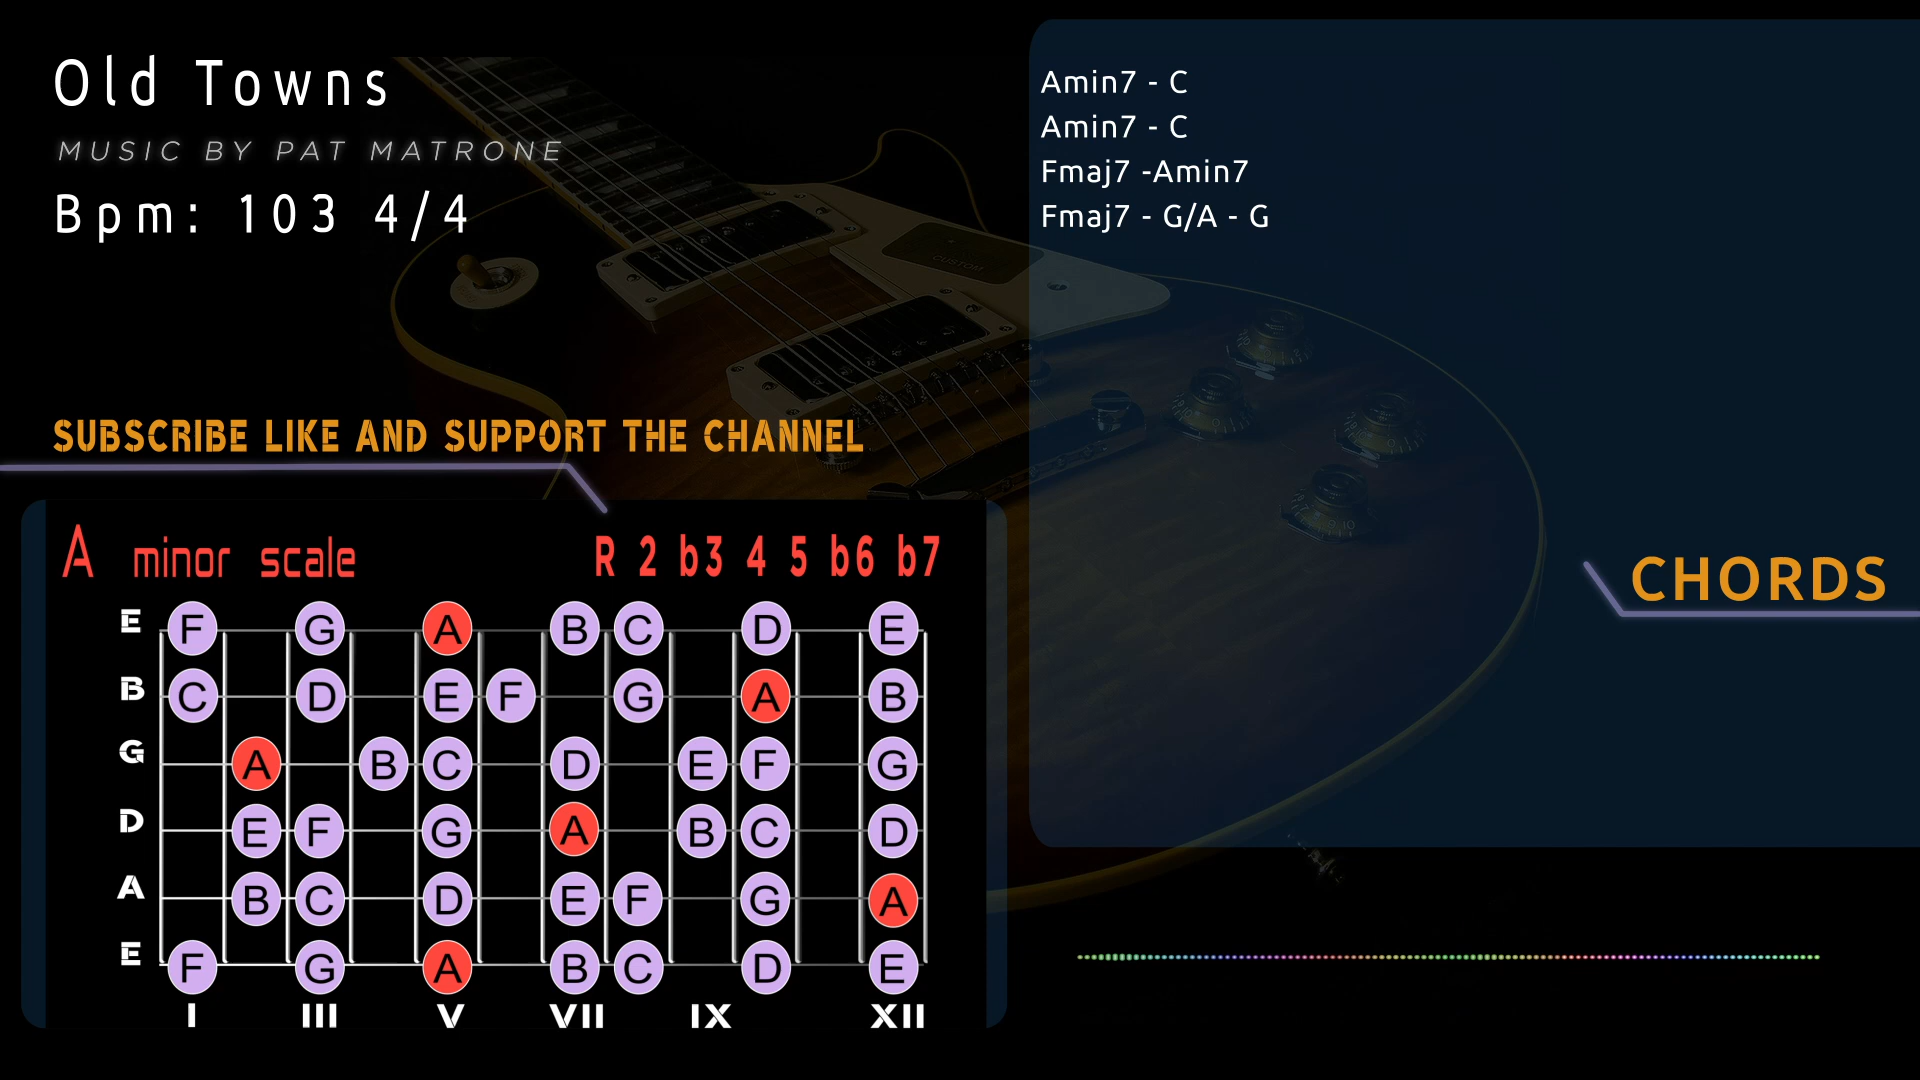 Old Towns
MUSIC BY PAT MATRONE
Bpm: 103 4/4
SUBSCRIBE LIKE AND SUPPORT THE CHANNEL
Amin7 - C
Amin7 - C
Fmaj7 -Amin7
Fmaj7 - G/A - G
CHORDS
A minor scale
R 2 b3 4 5 b6 b7
E F G A B C D E
B C D E F G A B
G A B C D E F G
D E F G A B C D
A B C D E F G A
E F G A B C D E
I III V VII IX XII
CUSTOM